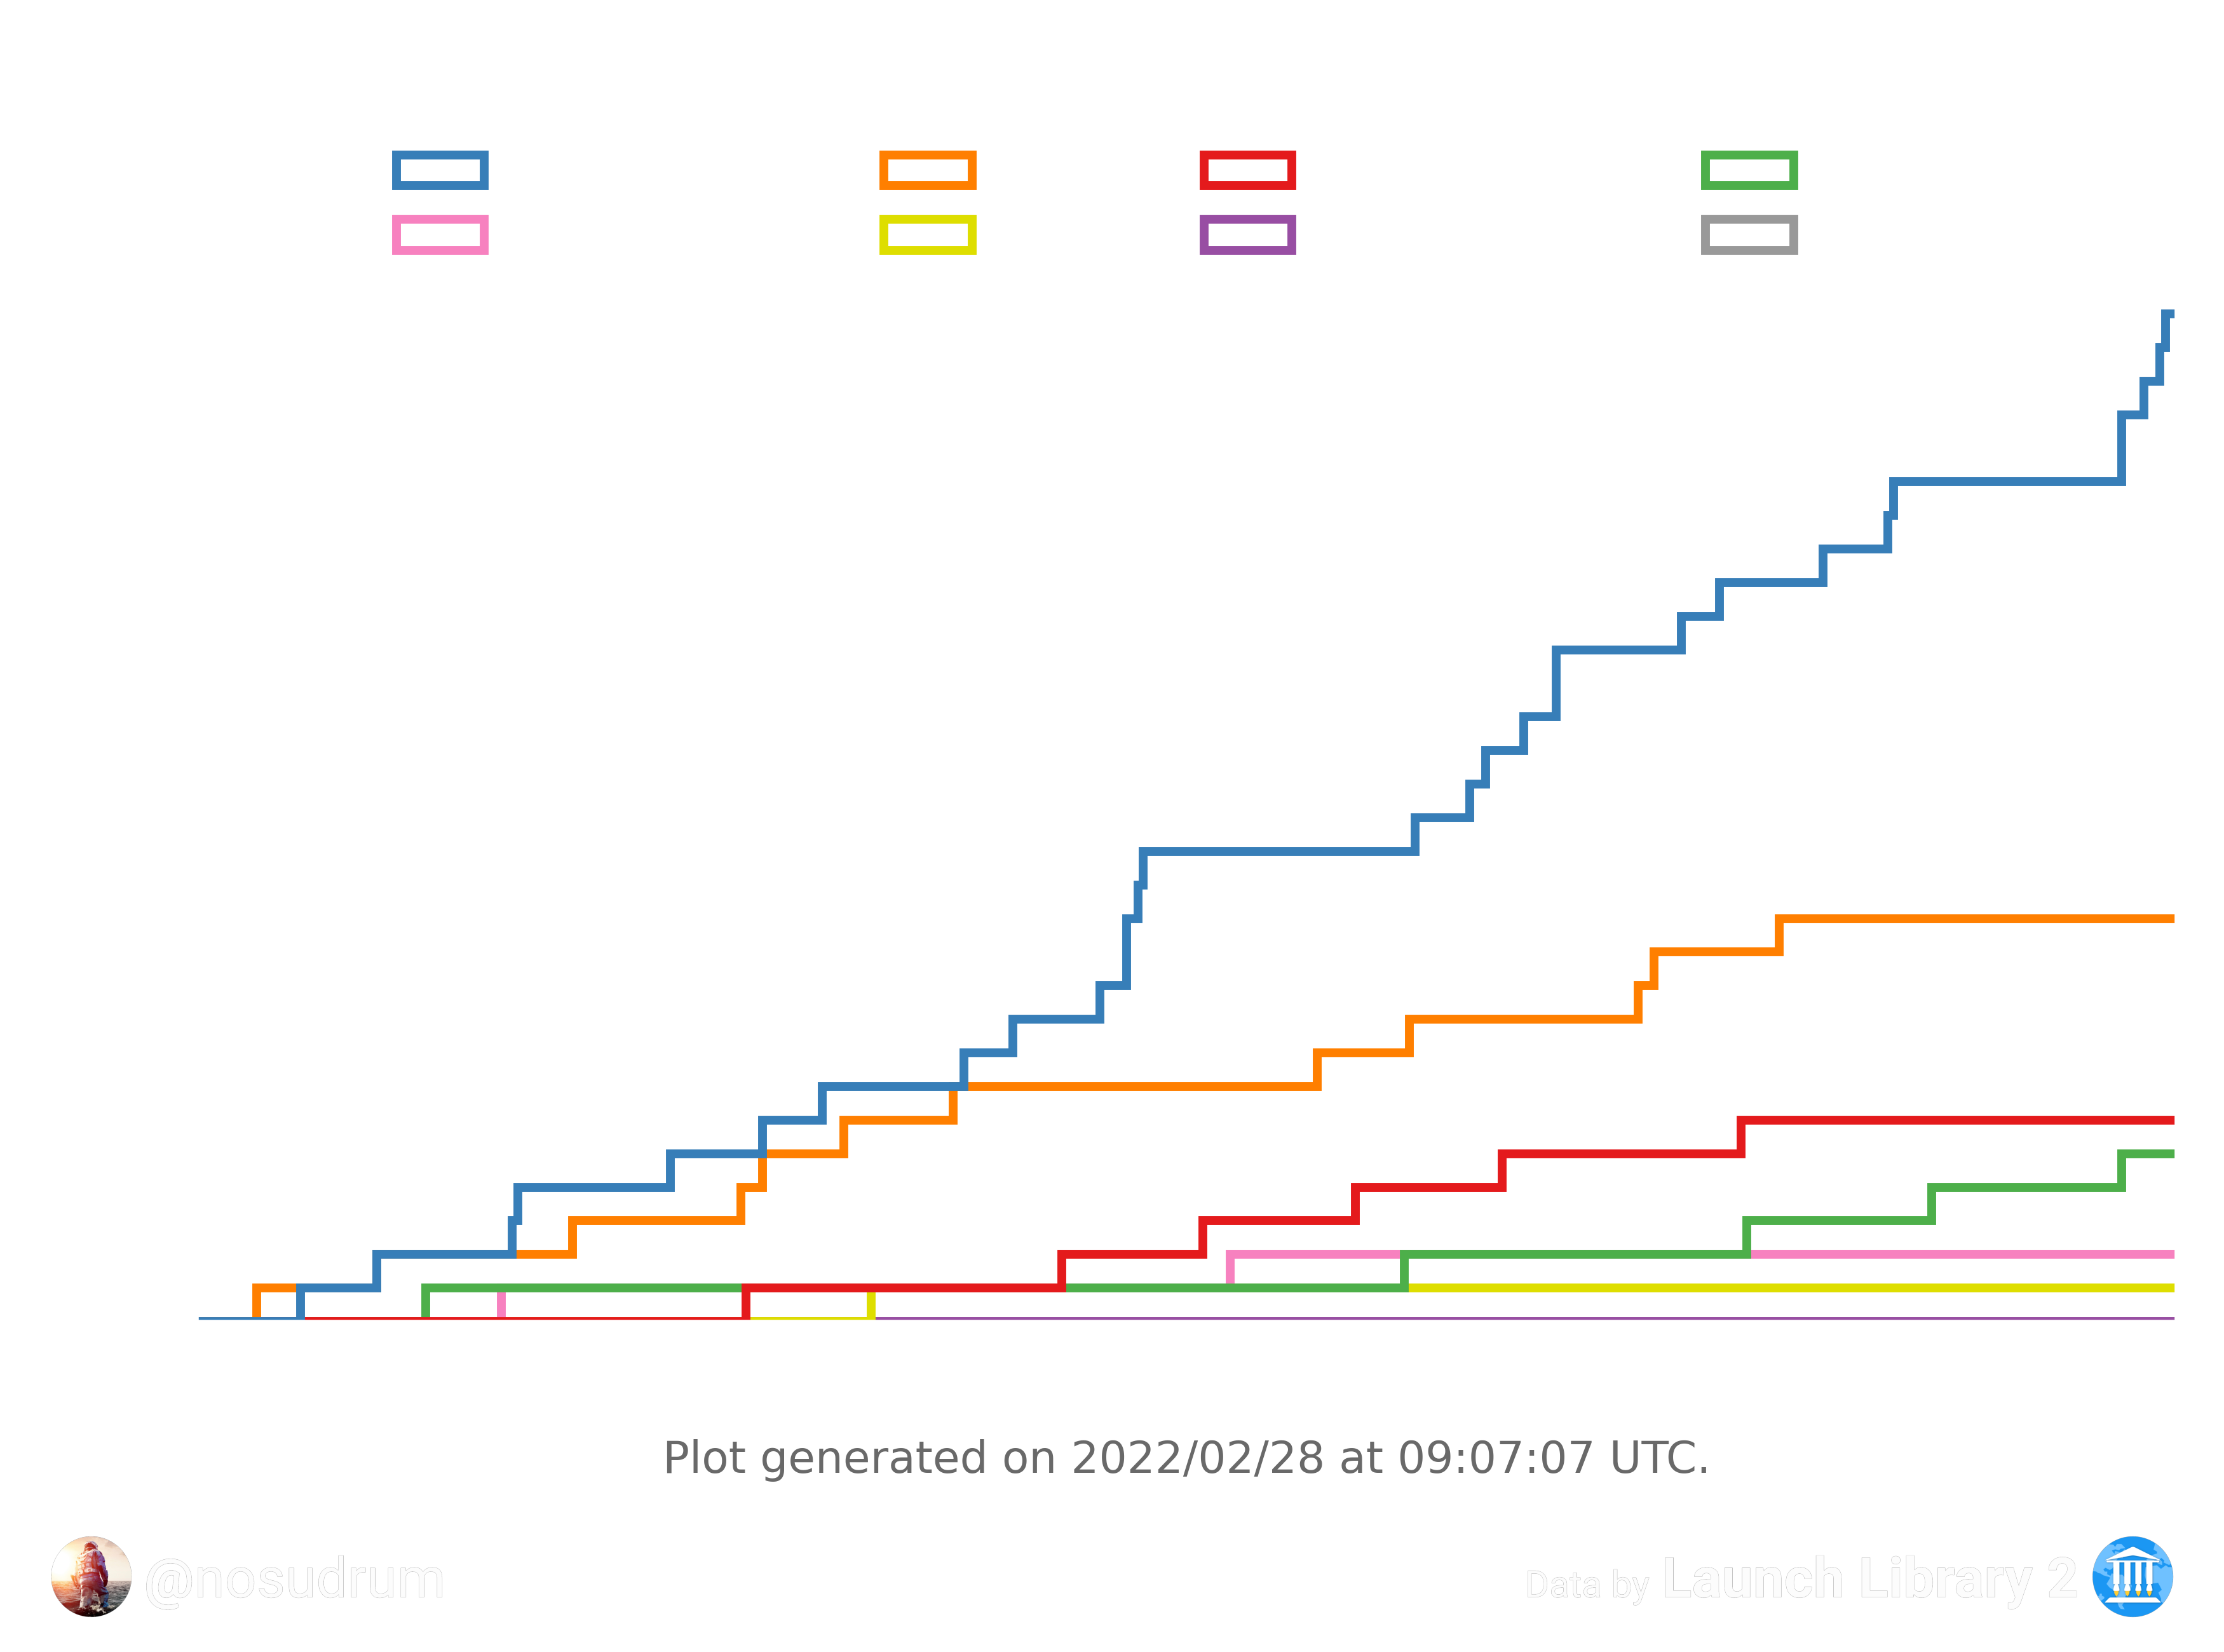 Plot generated on 2022/02/28 at 09:07:07 UTC.
@nosudrum
Data by Launch Library 2